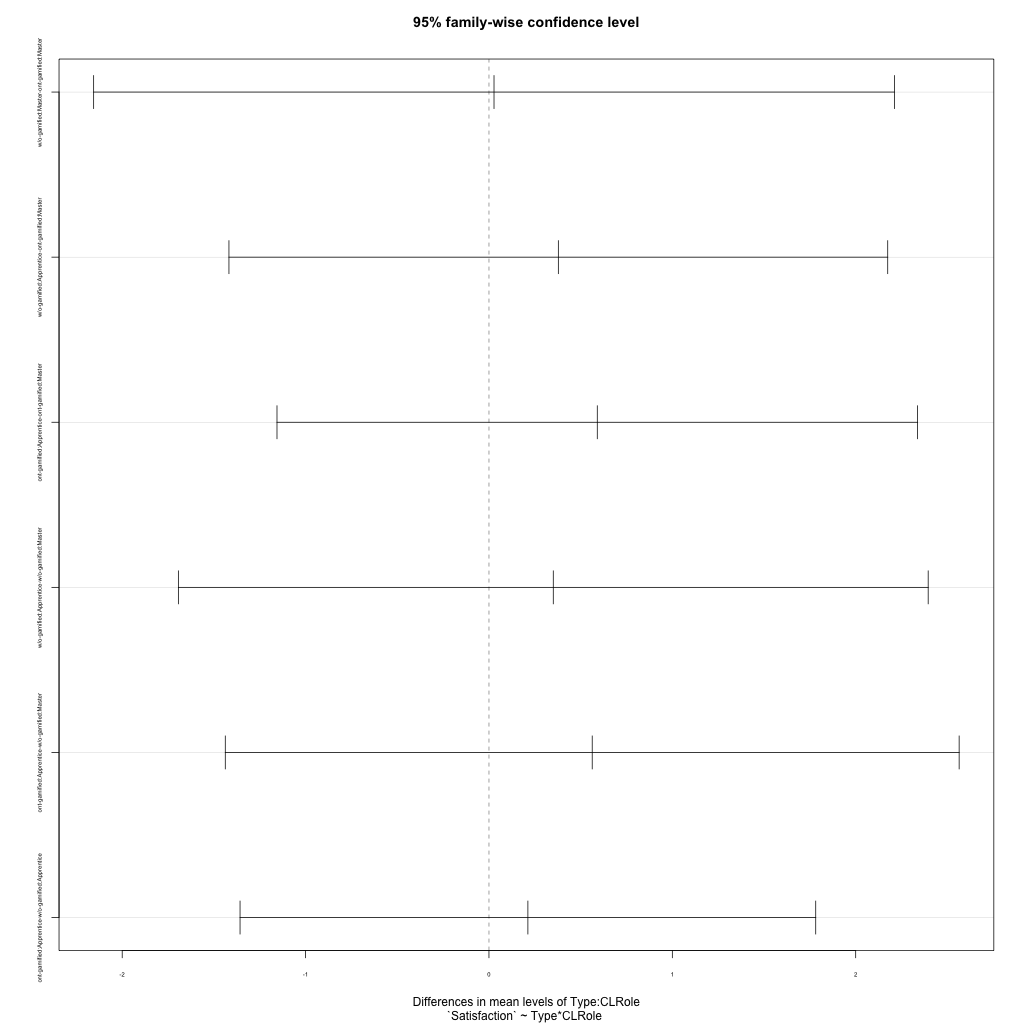 95% family-wise confidence level
w/o-gamified:Master-ont-gamified:Master
w/o-gamified:Apprentice-ont-gamified:Master
ont-gamified:Apprentice-ont-gamified:Master
w/o-gamified:Apprentice-w/o-gamified:Master
ont-gamified:Apprentice-w/o-gamified:Master
ont-gamified:Apprentice-w/o-gamified:Apprentice
-2 -1 0 1 2
Differences in mean levels of Type:CLRole
`Satisfaction` ~ Type*CLRole